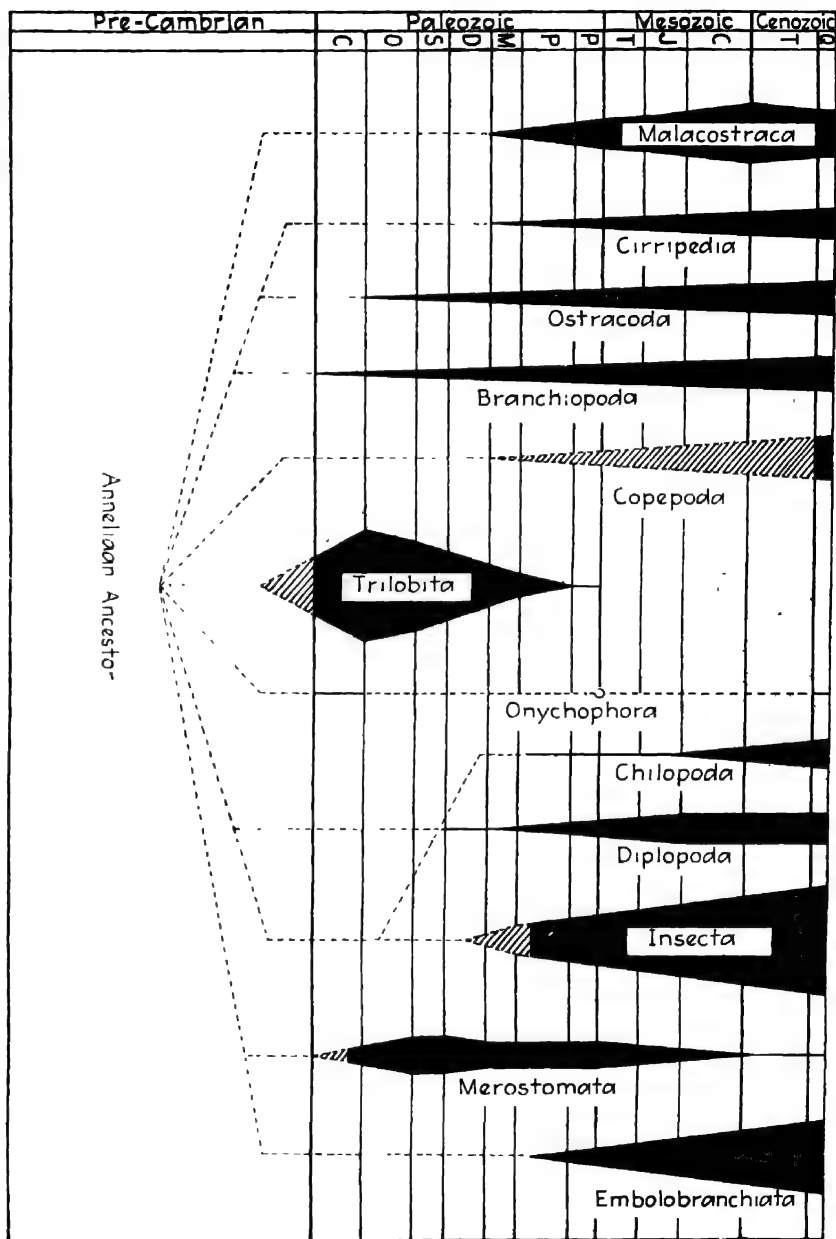 Pre-Cambrian Paleozoic Mesozoic Cenozoic
C O S D M P P T J C T Q
Malacostraca
Cirripedia
Ostracoda
Branchiopoda
Copepoda
Annelidan Ancestor
Trilobita
Onychophora
Chilopoda
Diplopoda
Insecta
Merostomata
Embolobranchiata